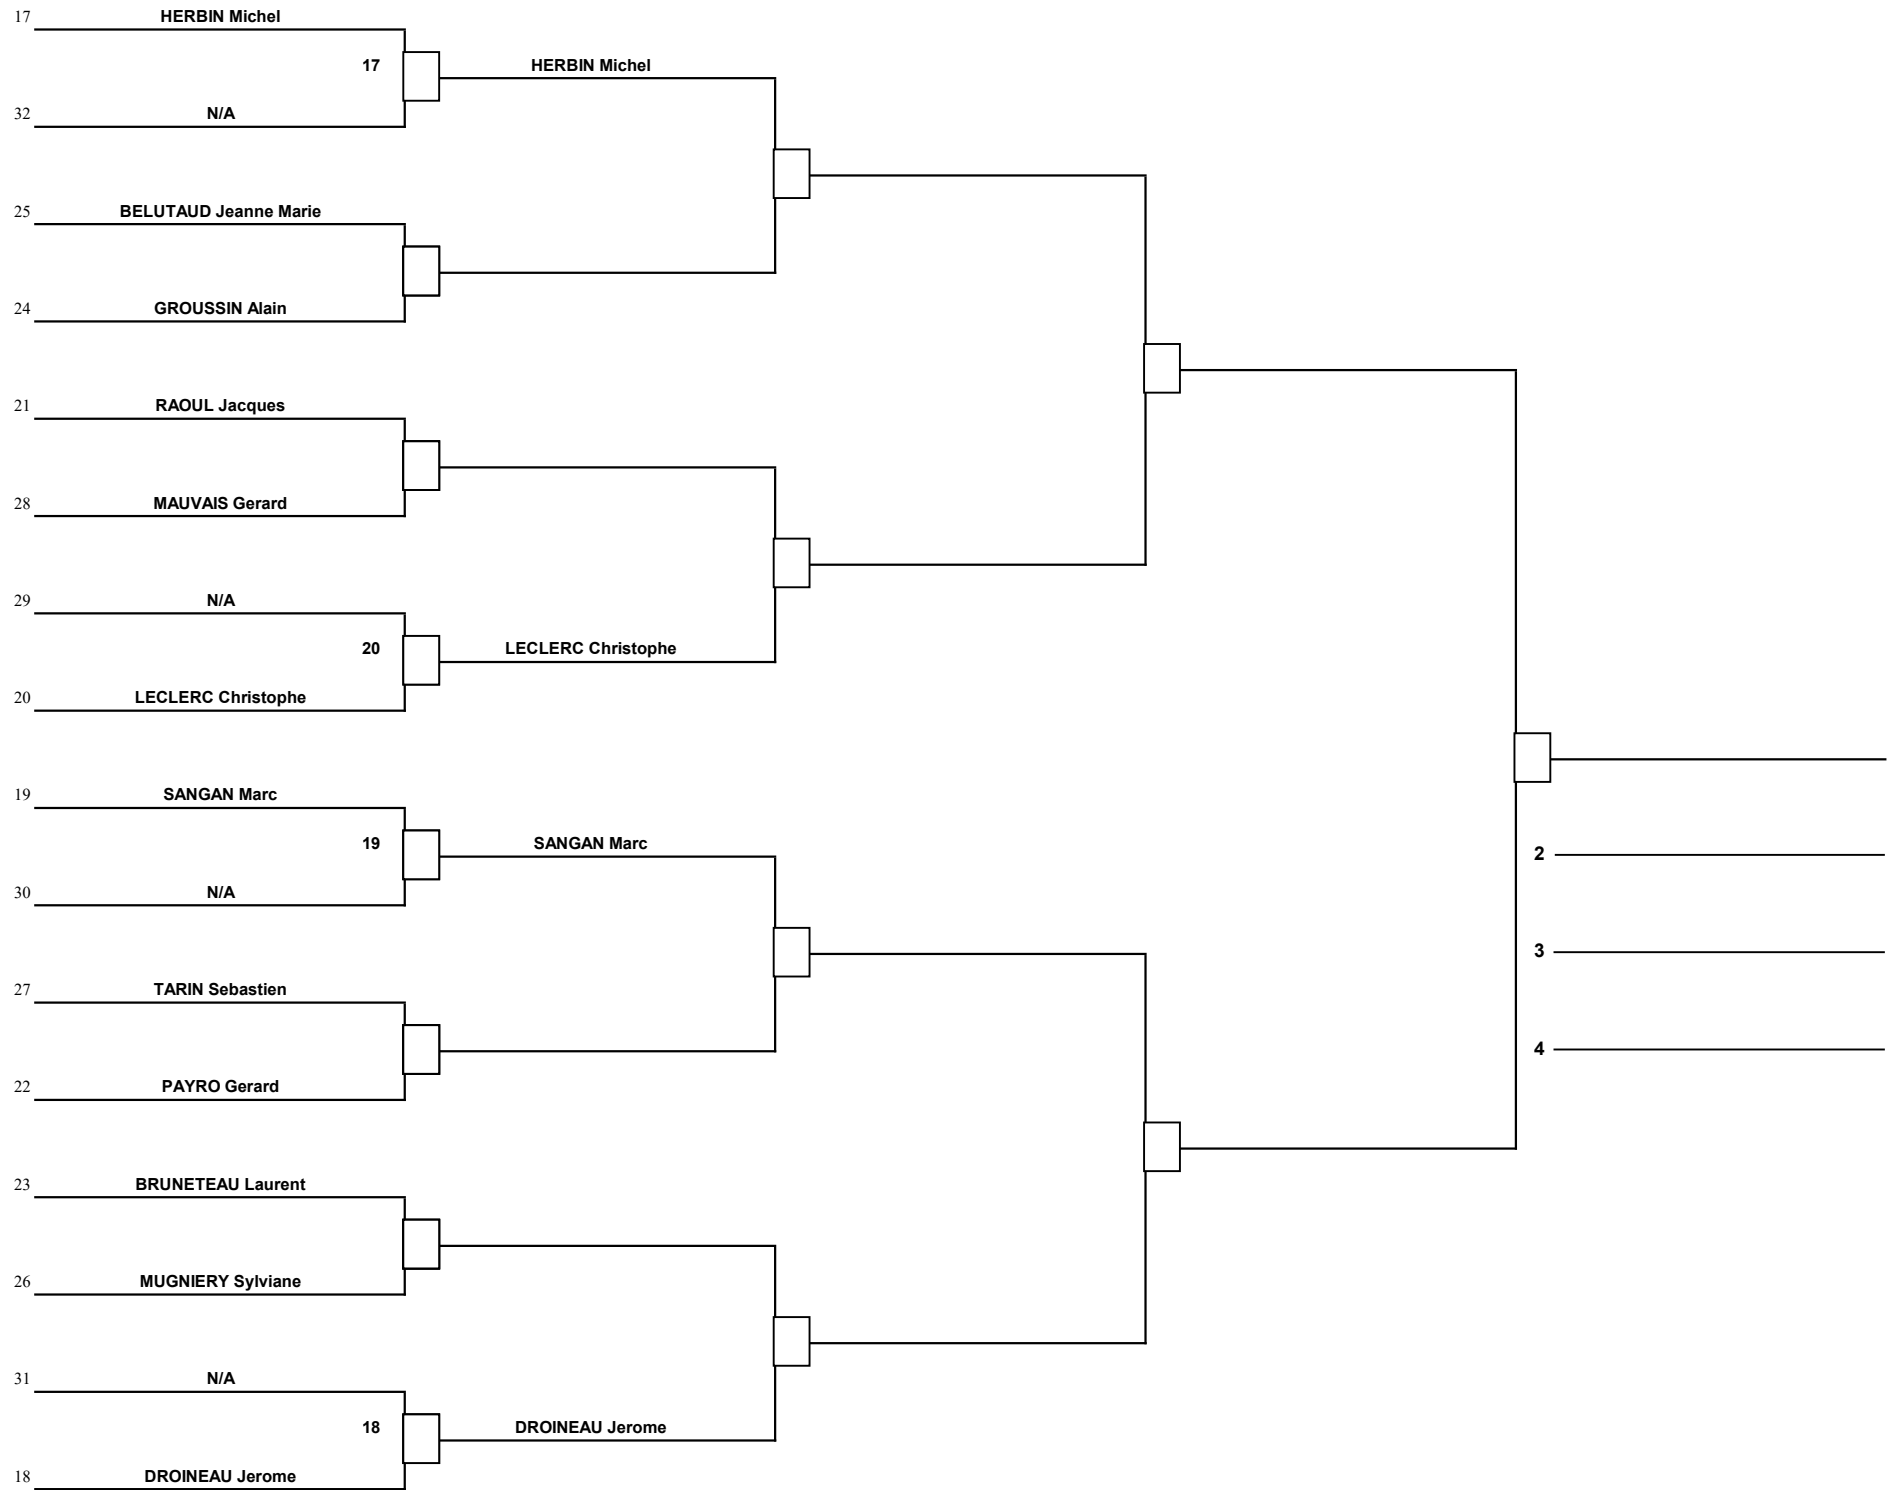 17 HERBIN Michel
17 HERBIN Michel
32 N/A
25 BELUTAUD Jeanne Marie
24 GROUSSIN Alain
21 RAOUL Jacques
28 MAUVAIS Gerard
29 N/A
20 LECLERC Christophe
20 LECLERC Christophe
19 SANGAN Marc
19 SANGAN Marc
2
30 N/A
3
27 TARIN Sebastien
4
22 PAYRO Gerard
23 BRUNETEAU Laurent
26 MUGNIERY Sylviane
31 N/A
18 DROINEAU Jerome
18 DROINEAU Jerome